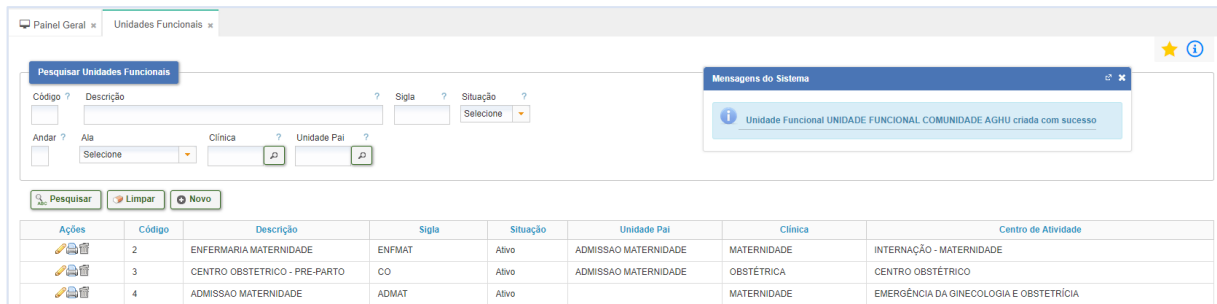 Painel Geral ×
Unidades Funcionais ×
Pesquisar Unidades Funcionais
Mensagens do Sistema
Código ? Descrição ? Sigla ? Situação ?
Selecione
Unidade Funcional UNIDADE FUNCIONAL COMUNIDADE AGHU criada com sucesso
Andar ? Ala Clínica ? Unidade Pai ?
Selecione
Pesquisar Limpar Novo
Ações Código Descrição Sigla Situação Unidade Pai Clínica Centro de Atividade
2 ENFERMARIA MATERNIDADE ENFMAT Ativo ADMISSAO MATERNIDADE MATERNIDADE INTERNAÇÃO - MATERNIDADE
3 CENTRO OBSTETRICO - PRE-PARTO CO Ativo ADMISSAO MATERNIDADE OBSTÉTRICA CENTRO OBSTÉTRICO
4 ADMISSAO MATERNIDADE ADMAT Ativo MATERNIDADE EMERGÊNCIA DA GINECOLOGIA E OBSTETRÍCIA